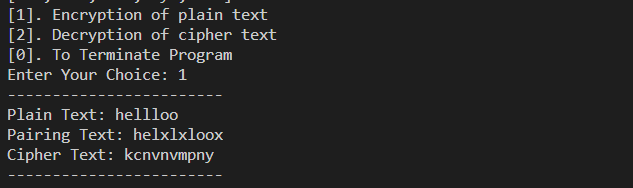 [1]. Encryption of plain text
[2]. Decryption of cipher text
[0]. To Terminate Program
Enter Your Choice: 1
------------------------
Plain Text: hellloo
Pairing Text: helxlxloox
Cipher Text: kcnvnvmpny
------------------------